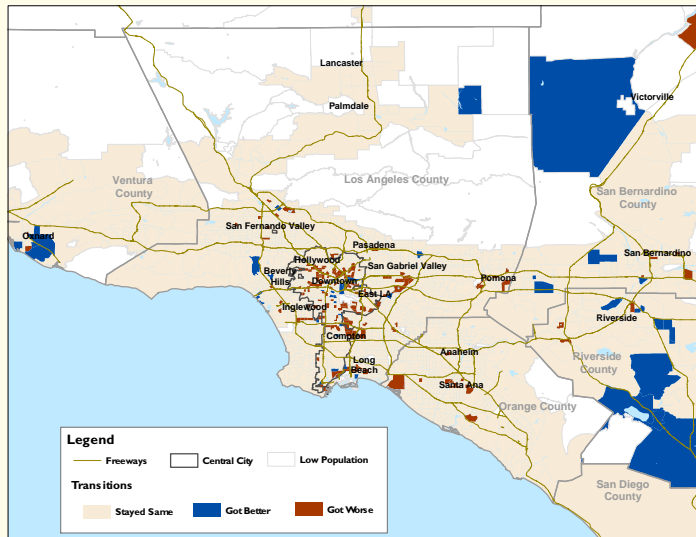 Lancaster
Palmdale
Victorville
Ventura
County
Los Angeles County
San Bernardino
County
Oxnard
San Fernando Valley
Pasadena
Hollywood
San Gabriel Valley
San Bernardino
Beverly
Hills
Downtown
Pomona
East LA
Inglewood
Riverside
Compton
Anaheim
Riverside
County
Long
Beach
Santa Ana
Orange County
San Diego
County
Legend
Freeways
Central City
Low Population
Transitions
Stayed Same
Got Better
Got Worse